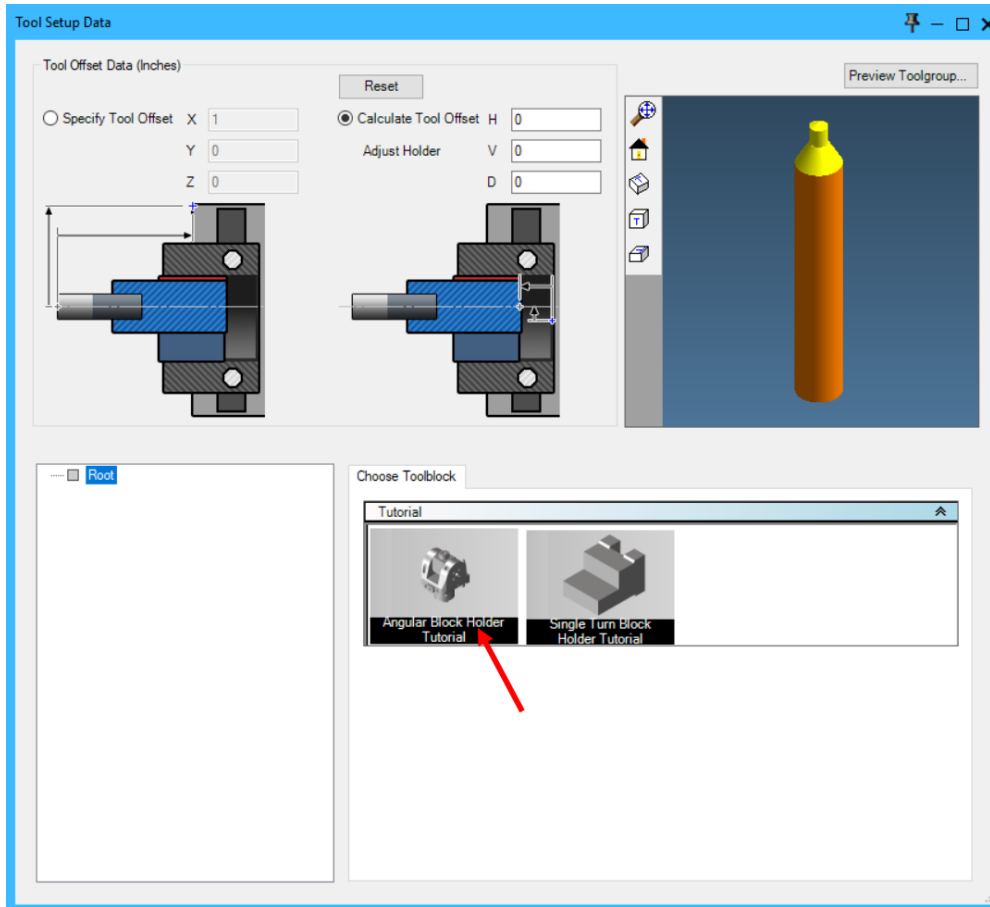 Tool Setup Data
Tool Offset Data (Inches)
Reset
Preview Toolgroup...
Specify Tool Offset X 1
Calculate Tool Offset H 0
Y 0
Adjust Holder V 0
Z 0
D 0
T
Root
Choose Toolblock
Tutorial
Angular Block Holder
Tutorial
Single Turn Block
Holder Tutorial